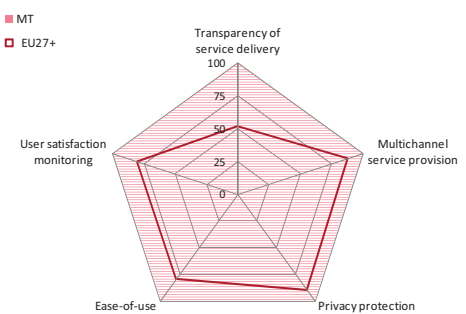 MT
EU27+
Transparency of
service delivery
100
75
50
25
0
User satisfaction
monitoring
Multichannel
service provision
Ease-of-use
Privacy protection